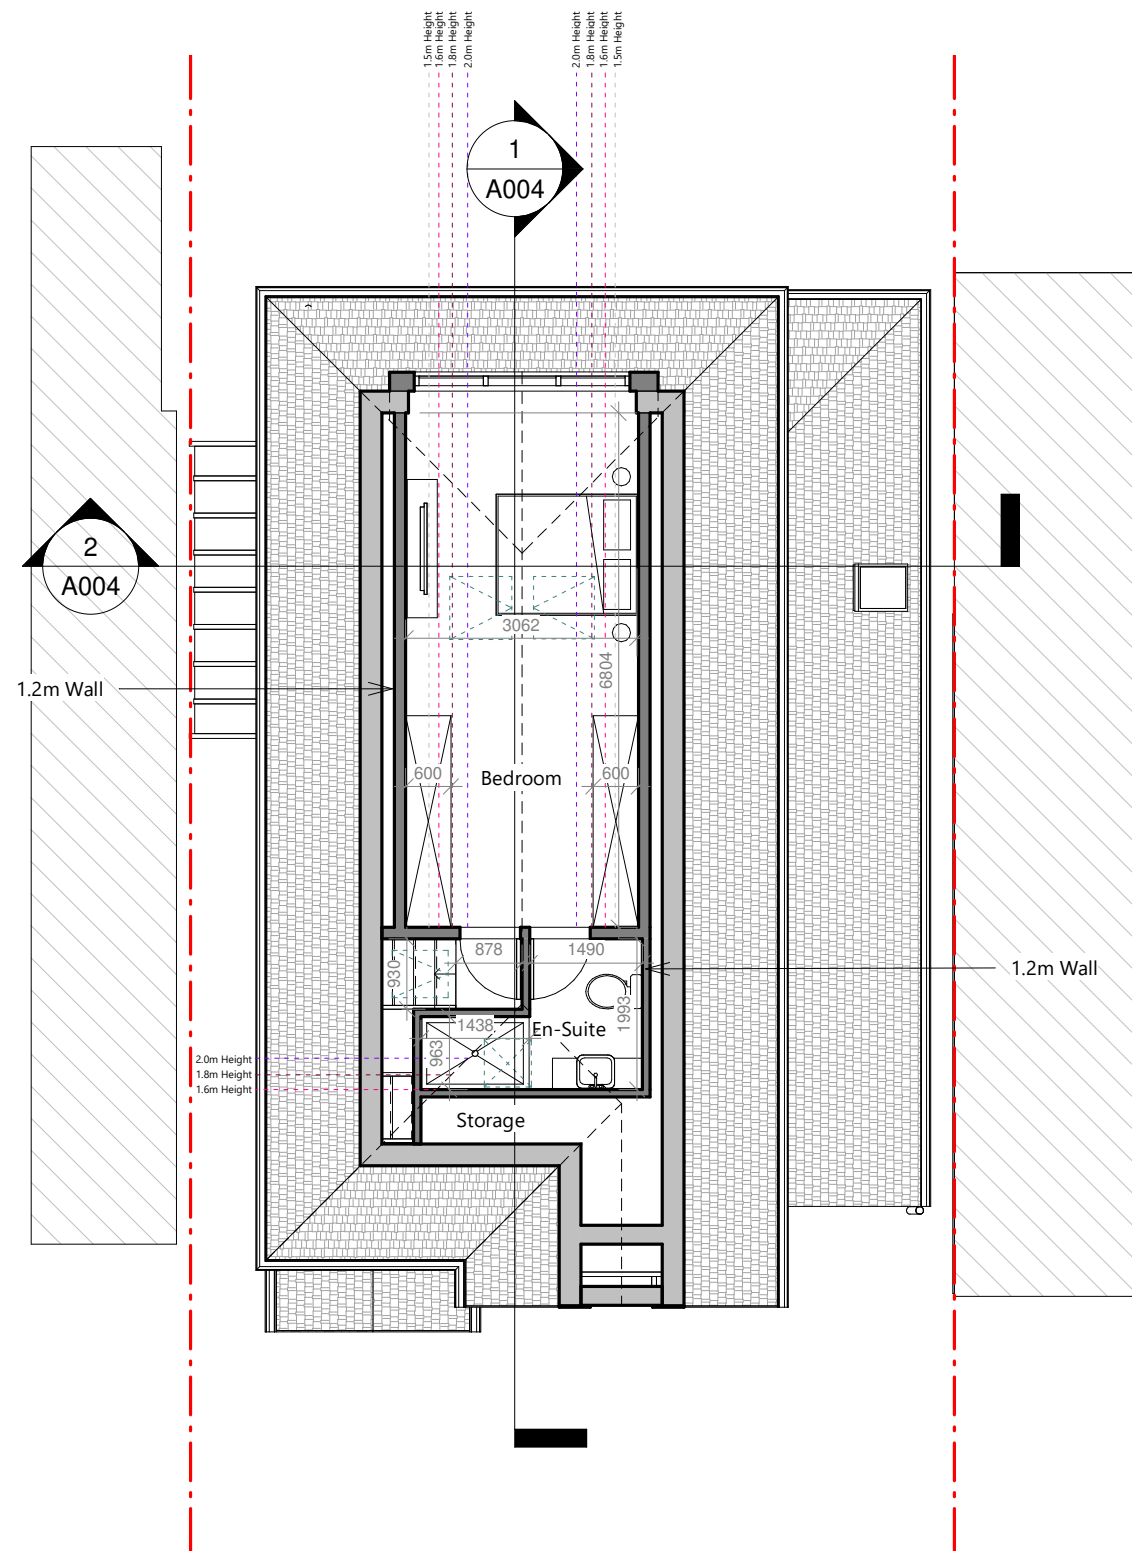 1.5m Height
1.6m Height
1.8m Height
2.0m Height
2.0m Height
1.8m Height
1.6m Height
1.5m Height
1
A004
2
A004
3062
6804
1.2m Wall
600
Bedroom
600
878
1490
930
1.2m Wall
1993
1438
En-Suite
963
2.0m Height
1.8m Height
1.6m Height
Storage